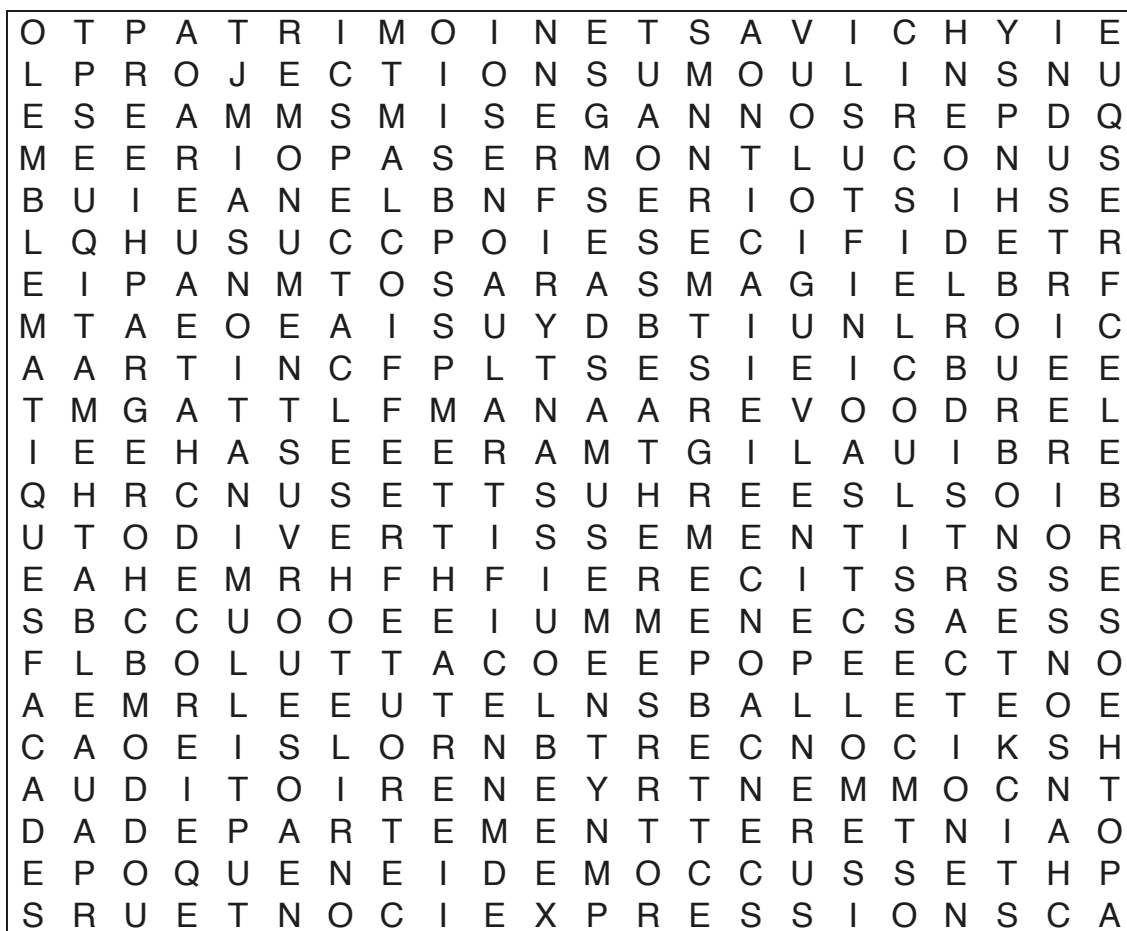 O T P A T R I M O I N E T S A V I C H Y I E
L P R O J E C T I O N S U M O U L I N S N U
E S E A M M S M I S E G A N N O S R E P D Q
M E E R I O P A S E R M O N T L U C O N U S
B U I E A N E L B N F S E R I O T S I H S E
L Q H U S U C C P O I E S E C I F I D E T R
E I P A N M T O S A R A S M A G I E L B R F
M T A E O E A I S U Y D B T I U N L R O I C
A A R T I N C F P L T S E S I E I C B U E E
T M G A T T L F M A N A A R E V O O D R E L
I E E H A S E E E R A M T G I L A U I B R E
Q H R C N U S E T T S U H R E E S L S O I B
U T O D I V E R T I S S E M E N T I T N O R
E A H E M R H F H F I E R E C I T S R S S E
S B C C U O O E E I U M M E N E C S A E S S
F L B O L U T T A C O E E P O P E E C T N O
A E M R L E E U T E L N S B A L L E T E O E
C A O E I S L O R N B T R E C N O C I K S H
A U D I T O I R E N E Y R T N E M M O C N T
D A D E P A R T E M E N T T E R E T N I A O
E P O Q U E N E I D E M O C C U S S E T H P
S R U E T N O C I E X P R E S S I O N S C A